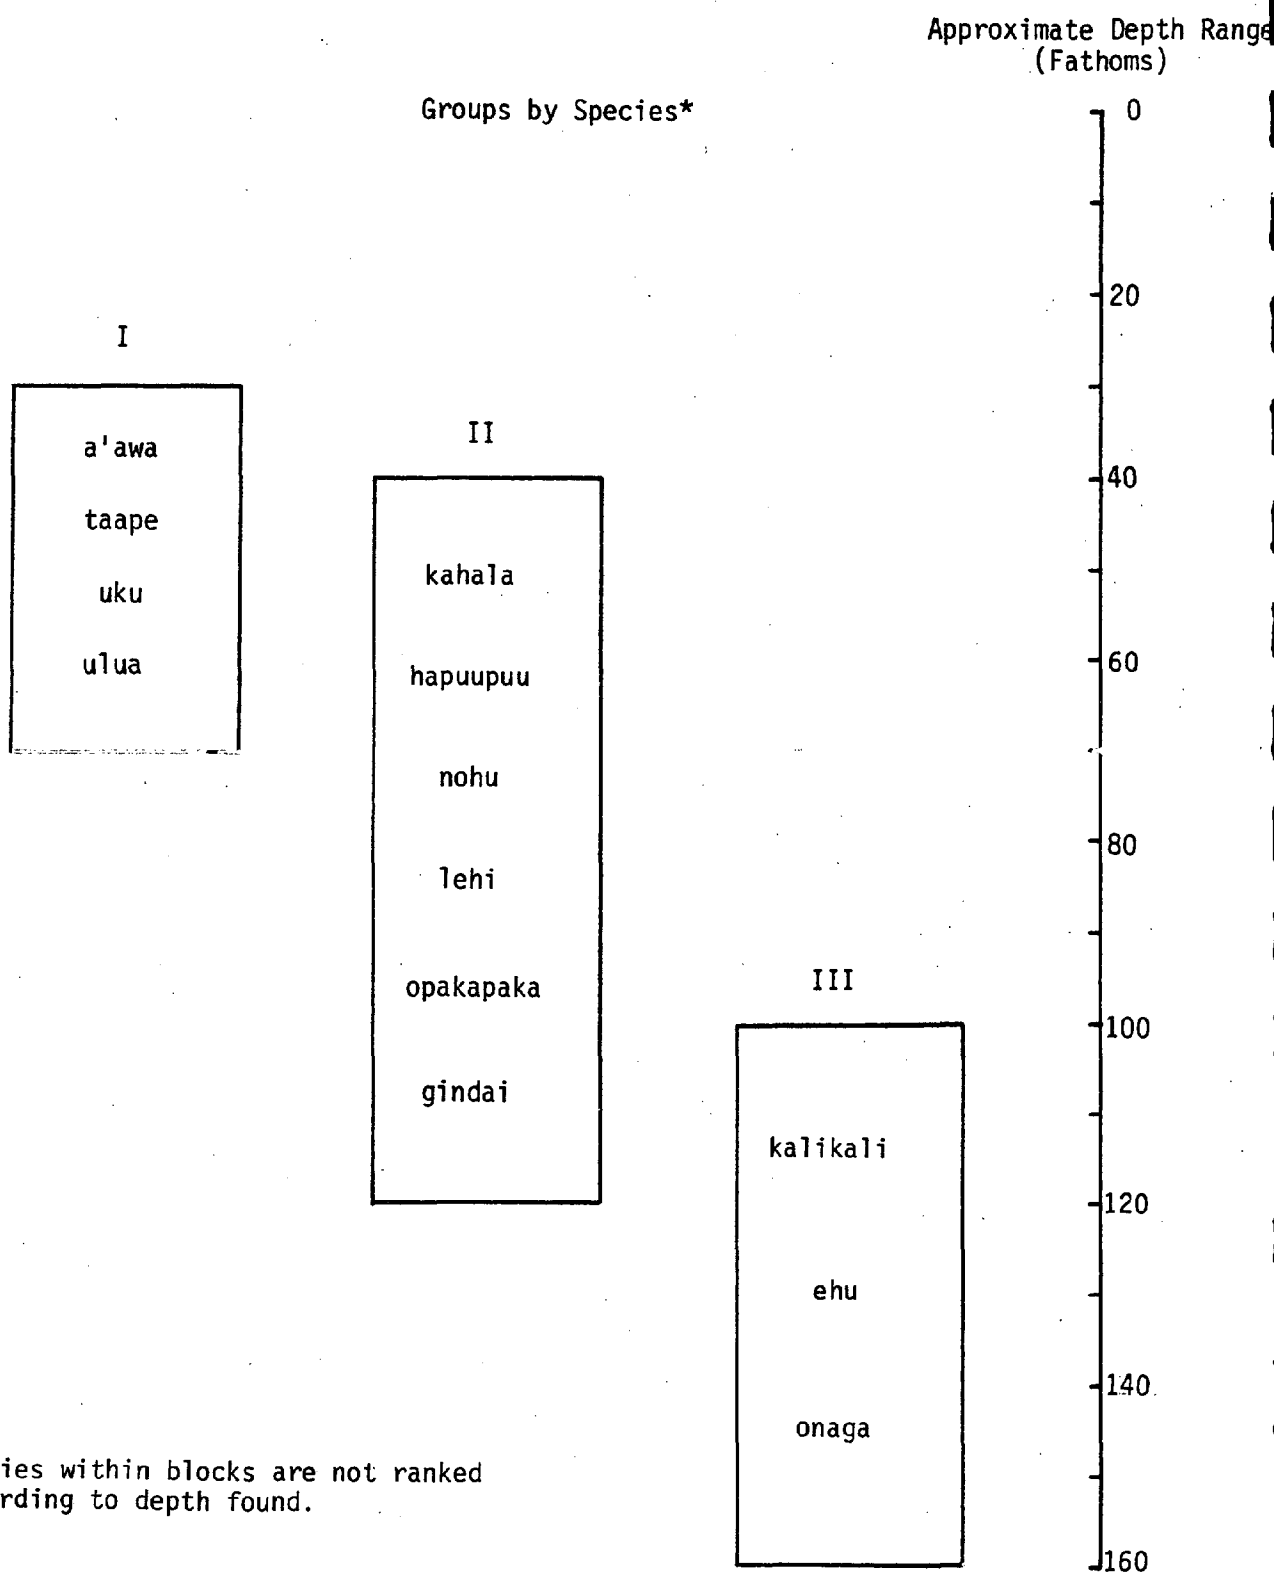 Approximate Depth Range
(Fathoms)
Groups by Species*
0
20
40
60
80
100
120
140
160
I
a'awa
taape
uku
ulua
II
kahala
hapuupuu
nohu
lehi
opakapaka
gindai
III
kalikali
ehu
onaga
ies within blocks are not ranked
rding to depth found.